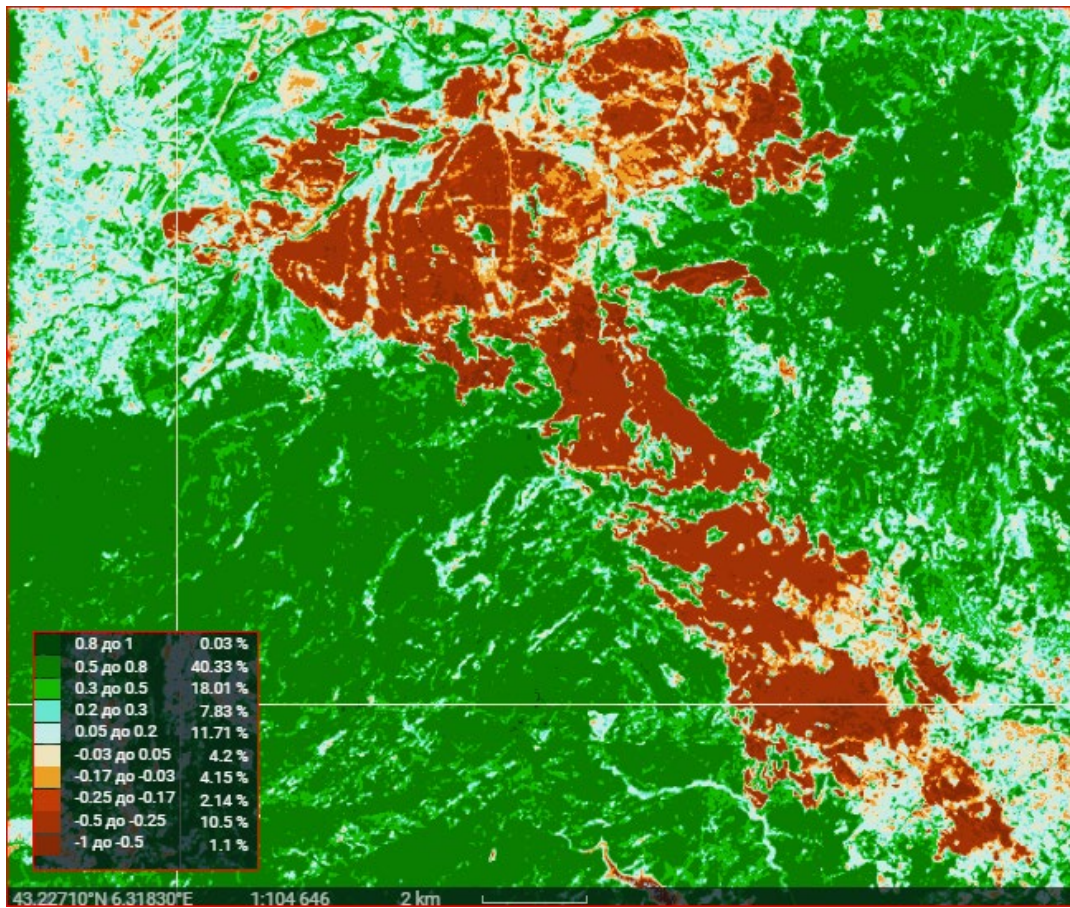 0.8 до 1 0.03 %
0.5 до 0.8 40.33 %
0.3 до 0.5 18.01 %
0.2 до 0.3 7.83 %
0.05 до 0.2 11.71 %
-0.03 до 0.05 4.2 %
-0.17 до -0.03 4.15 %
-0.25 до -0.17 2.14 %
-0.5 до -0.25 10.5 %
-1 до -0.5 1.1 %
43.22710°N 6.31830°E 1:104 646 2 km